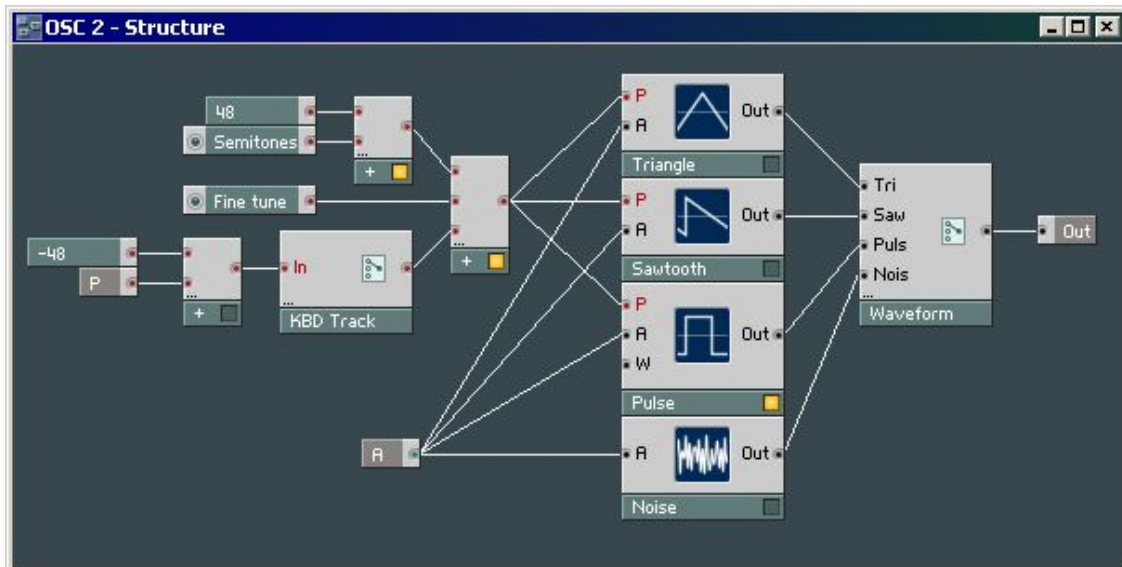 OSC 2 - Structure
48
Semitones
...
+
Fine tune
...
+
-48
P
...
+
In
...
KBD Track
A
P
Out
A
Triangle
P
Out
A
Sawtooth
P
A
Out
W
Pulse
A
Out
Noise
Tri
Saw
Puls
Nois
...
Waveform
Out